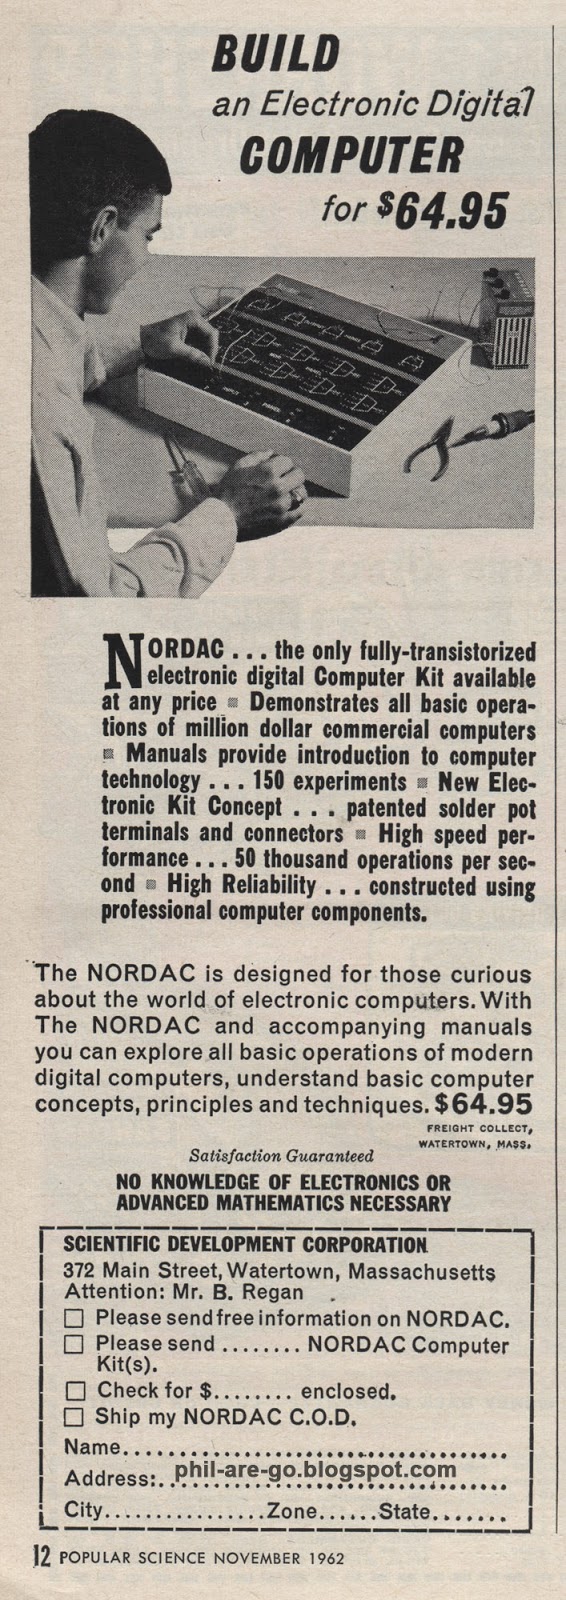 BUILD
an Electronic Digital
COMPUTER
for $64.95
NORDAC . . . the only fully-transistorized
electronic digital Computer Kit available
at any price ▪ Demonstrates all basic opera-
tions of million dollar commercial computers
▪ Manuals provide introduction to computer
technology . . . 150 experiments ▪ New Elec-
tronic Kit Concept . . . patented solder pot
terminals and connectors ▪ High speed per-
formance . . . 50 thousand operations per sec-
ond ▪ High Reliability . . . constructed using
professional computer components.
The NORDAC is designed for those curious
about the world of electronic computers. With
The NORDAC and accompanying manuals
you can explore all basic operations of modern
digital computers, understand basic computer
concepts, principles and techniques. $64.95
FREIGHT COLLECT,
WATERTOWN, MASS.
Satisfaction Guaranteed
NO KNOWLEDGE OF ELECTRONICS OR
ADVANCED MATHEMATICS NECESSARY
SCIENTIFIC DEVELOPMENT CORPORATION
372 Main Street, Watertown, Massachusetts
Attention: Mr. B. Regan
☐ Please send free information on NORDAC.
☐ Please send ........ NORDAC Computer
Kit(s).
☐ Check for $........ enclosed.
☐ Ship my NORDAC C.O.D.
Name..............................................
phil-are-go.blogspot.com
Address:..........................................
City.................Zone......State.......
12 POPULAR SCIENCE NOVEMBER 1962